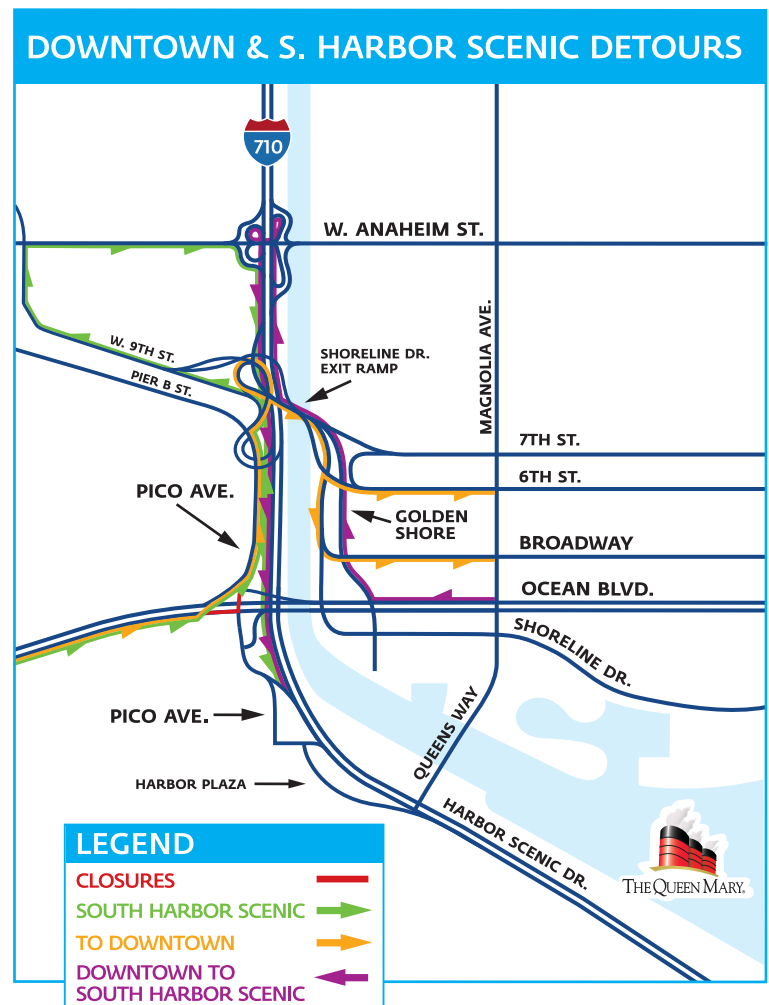 DOWNTOWN & S. HARBOR SCENIC DETOURS
710
W. ANAHEIM ST.
MAGNOLIA AVE.
W. 9TH ST.
PIER B ST.
SHORELINE DR.
EXIT RAMP
7TH ST.
6TH ST.
PICO AVE.
GOLDEN
SHORE
BROADWAY
OCEAN BLVD.
SHORELINE DR.
PICO AVE.
QUEENS WAY
HARBOR PLAZA
HARBOR SCENIC DR.
THE QUEEN MARY®
LEGEND
CLOSURES
SOUTH HARBOR SCENIC
TO DOWNTOWN
DOWNTOWN TO
SOUTH HARBOR SCENIC